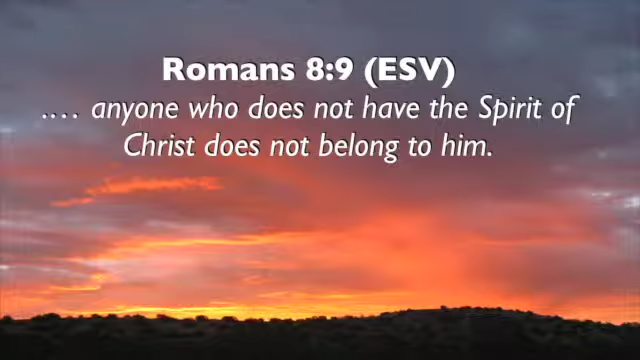 Romans 8:9 (ESV)
.… anyone who does not have the Spirit of
Christ does not belong to him.